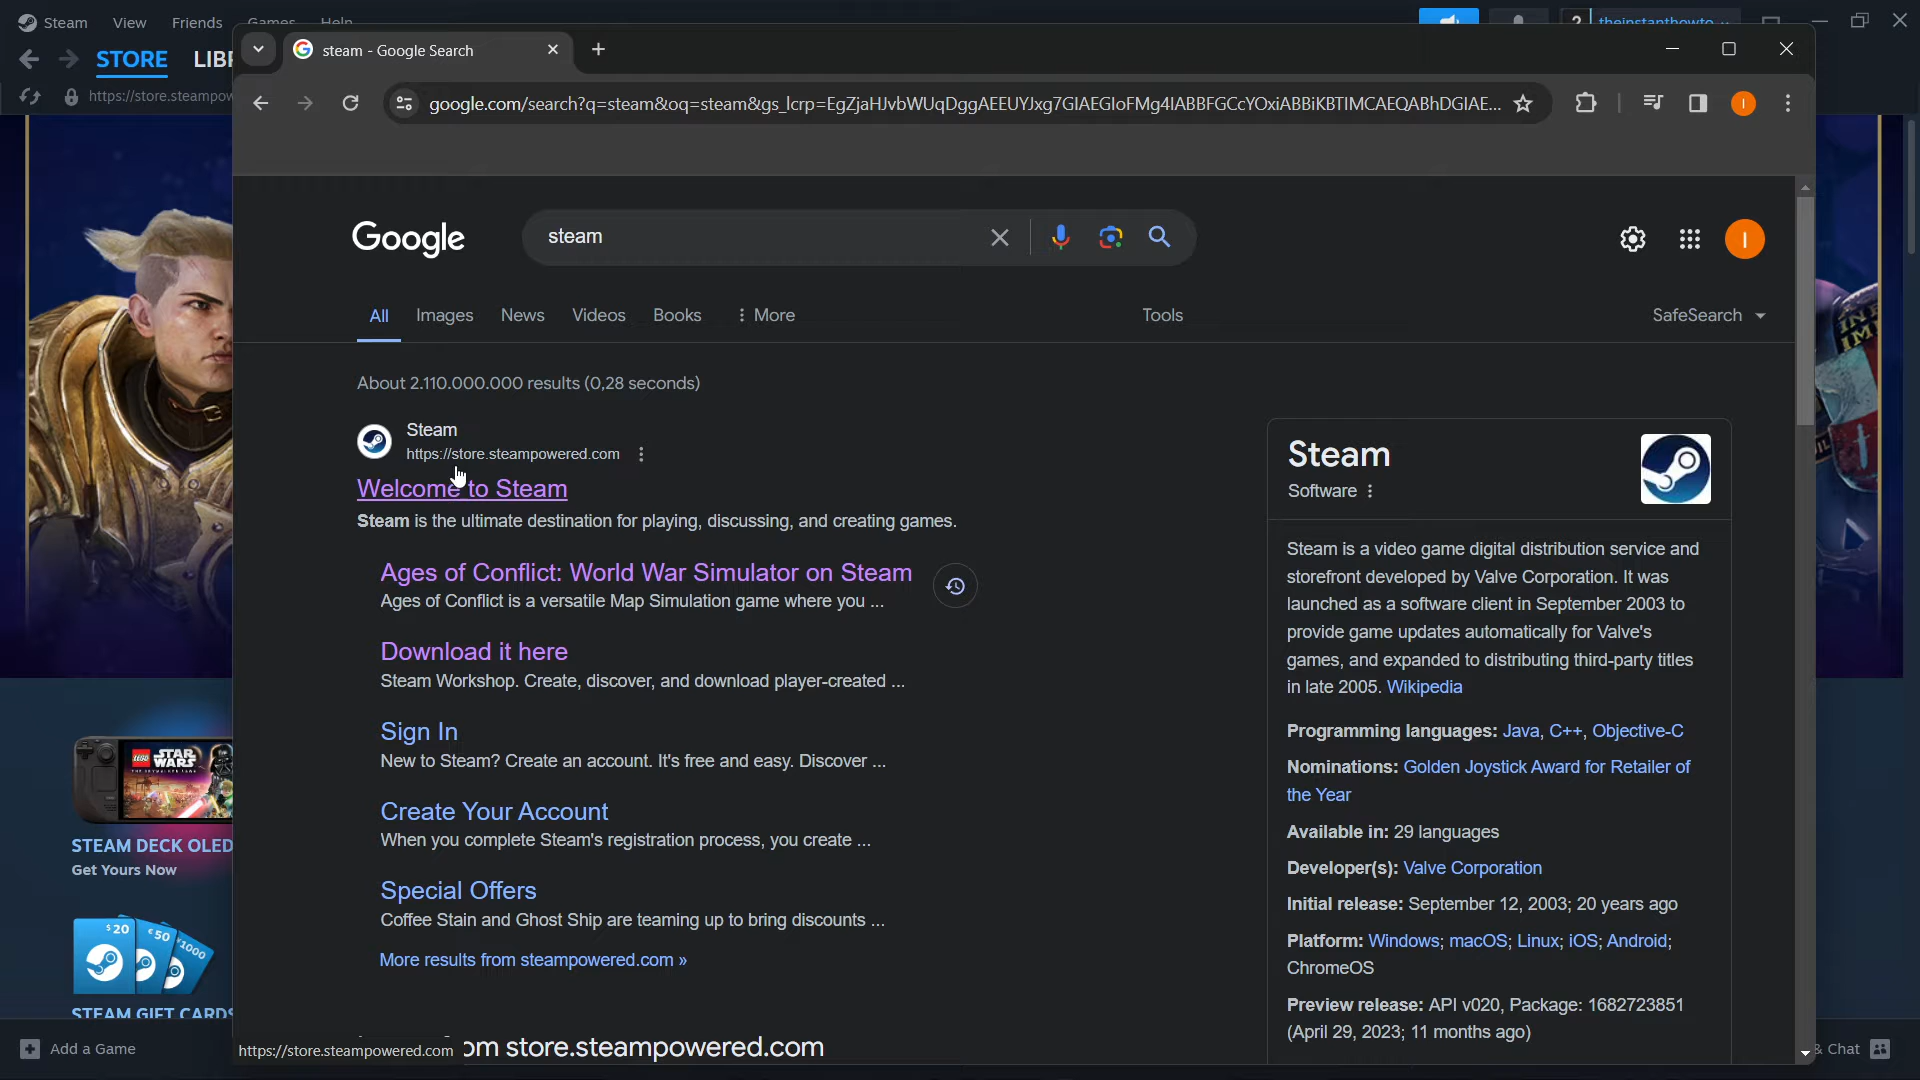 Steam View Friends Games Help
theinstanthowto
STORE LIBR
https://store.steampow
steam - Google Search
google.com/search?q=steam&oq=steam&gs_lcrp=EgZjaHJvbWUqDggAEEUYJxg7GIAEGIoFMg4IABBFGCcYOxiABBiKBTIMCAEQABhDGIAE...
I
Google
steam
I
All Images News Videos Books More Tools SafeSearch
About 2.110.000.000 results (0,28 seconds)
Steam
https://store.steampowered.com
Welcome to Steam
Steam is the ultimate destination for playing, discussing, and creating games.
Ages of Conflict: World War Simulator on Steam
Ages of Conflict is a versatile Map Simulation game where you ...
Download it here
Steam Workshop. Create, discover, and download player-created ...
Sign In
New to Steam? Create an account. It's free and easy. Discover ...
Create Your Account
When you complete Steam's registration process, you create ...
Special Offers
Coffee Stain and Ghost Ship are teaming up to bring discounts ...
More results from steampowered.com »
om store.steampowered.com
https://store.steampowered.com
Steam
Software
Steam is a video game digital distribution service and
storefront developed by Valve Corporation. It was
launched as a software client in September 2003 to
provide game updates automatically for Valve's
games, and expanded to distributing third-party titles
in late 2005. Wikipedia
Programming languages: Java, C++, Objective-C
Nominations: Golden Joystick Award for Retailer of
the Year
Available in: 29 languages
Developer(s): Valve Corporation
Initial release: September 12, 2003; 20 years ago
Platform: Windows; macOS; Linux; iOS; Android;
ChromeOS
Preview release: API v020, Package: 1682723851
(April 29, 2023; 11 months ago)
LEGO STAR WARS
STEAM DECK OLED
Get Yours Now
$20 €50 ¥1000
STEAM GIFT CARDS
Add a Game
& Chat